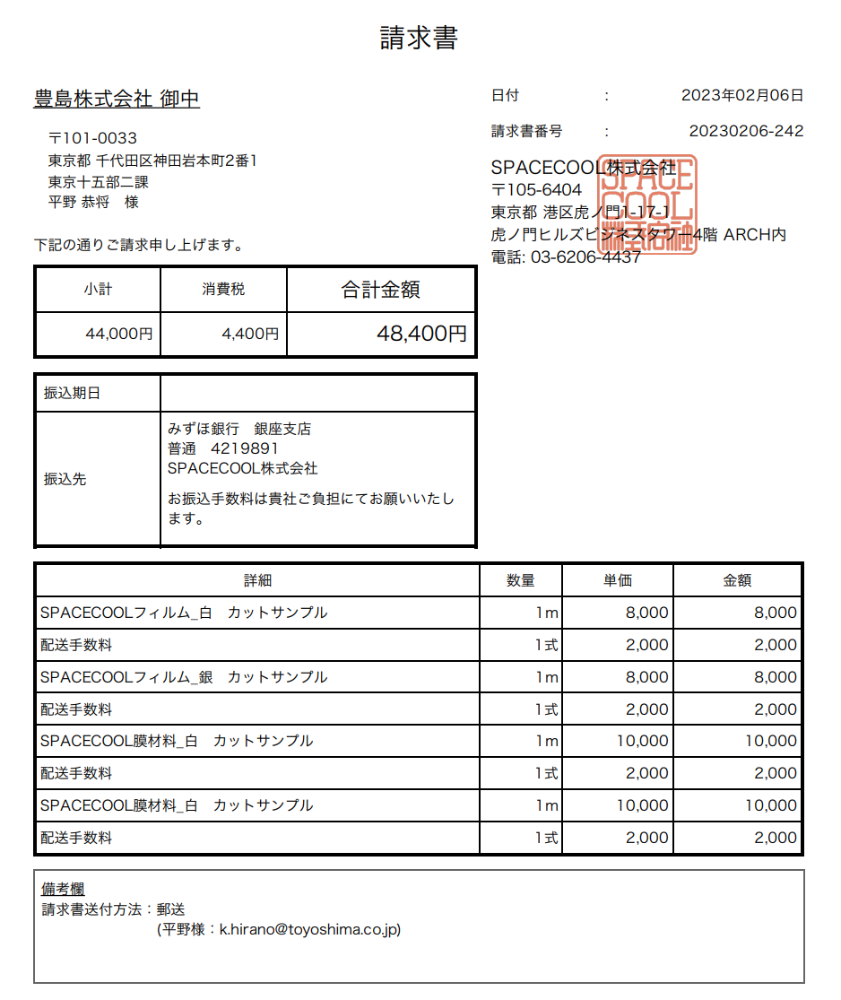 請求書
豊島株式会社 御中
〒101-0033
東京都 千代田区神田岩本町2番1
東京十五部二課
平野 恭将　様
下記の通りご請求申し上げます。
日付 : 2023年02月06日
請求書番号 : 20230206-242
SPACECOOL株式会社
〒105-6404
東京都 港区虎ノ門1-17-1
虎ノ門ヒルズビジネスタワー4階 ARCH内
電話: 03-6206-4437
SPACE
COOL
株式会社
小計 消費税 合計金額
44,000円 4,400円 48,400円
振込期日
振込先
みずほ銀行　銀座支店
普通　4219891
SPACECOOL株式会社
お振込手数料は貴社ご負担にてお願いいたし
ます。
詳細 数量 単価 金額
SPACECOOLフィルム_白　カットサンプル 1m 8,000 8,000
配送手数料 1式 2,000 2,000
SPACECOOLフィルム_銀　カットサンプル 1m 8,000 8,000
配送手数料 1式 2,000 2,000
SPACECOOL膜材料_白　カットサンプル 1m 10,000 10,000
配送手数料 1式 2,000 2,000
SPACECOOL膜材料_白　カットサンプル 1m 10,000 10,000
配送手数料 1式 2,000 2,000
備考欄
請求書送付方法：郵送
(平野様：k.hirano@toyoshima.co.jp)